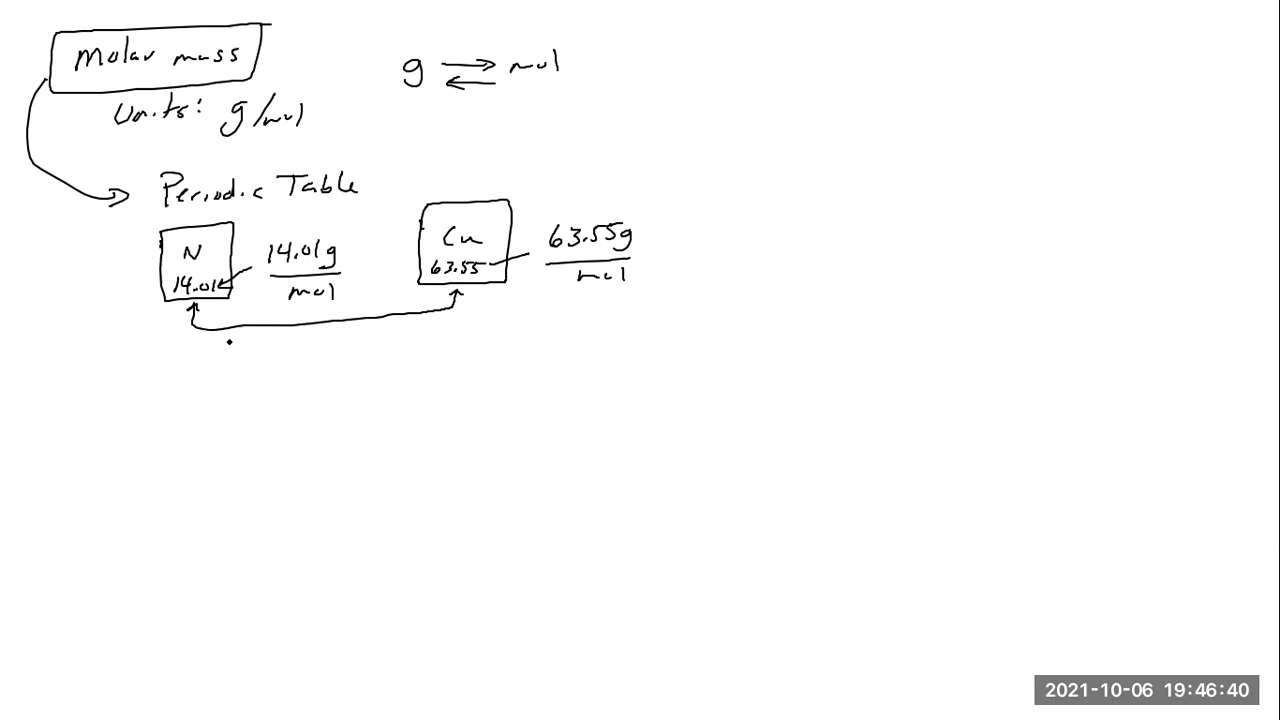 Molar mass
g ⇄ mol
Units: g/mol
Periodic Table
N
14.01
14.01g
mol
Cu
63.55
63.55g
mol
2021-10-06 19:46:40